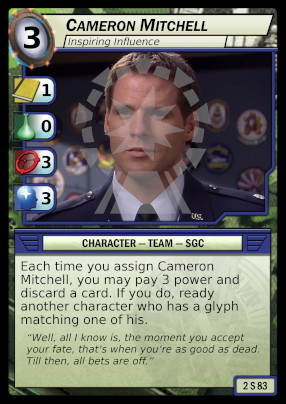 CAMERON MITCHELL
Inspiring Influence
3
1
0
3
3
CHARACTER – TEAM – SGC
Each time you assign Cameron
Mitchell, you may pay 3 power and
discard a card. If you do, ready
another character who has a glyph
matching one of his.
“Well, all I know is, the moment you accept
your fate, that’s when you’re as good as dead.
Till then, all bets are off.”
2 S 83